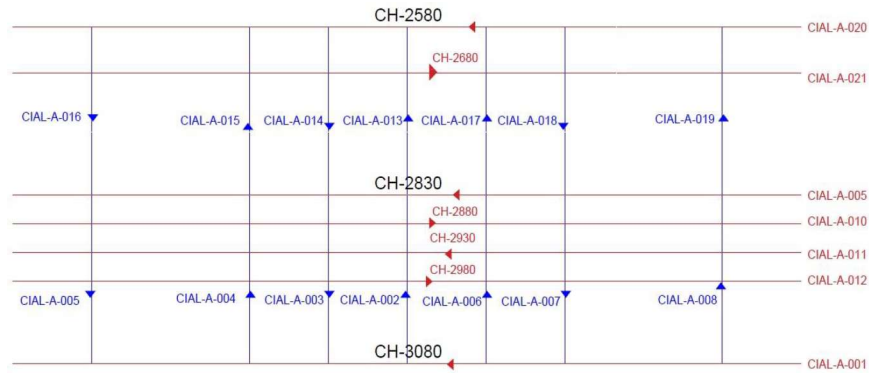 CH-2580
CIAL-A-020
CH-2680
CIAL-A-021
CIAL-A-016
CIAL-A-015
CIAL-A-014
CIAL-A-013
CIAL-A-017
CIAL-A-018
CIAL-A-019
CH-2830
CIAL-A-005
CH-2880
CIAL-A-010
CH-2930
CIAL-A-011
CH-2980
CIAL-A-012
CIAL-A-005
CIAL-A-004
CIAL-A-003
CIAL-A-002
CIAL-A-006
CIAL-A-007
CIAL-A-008
CH-3080
CIAL-A-001